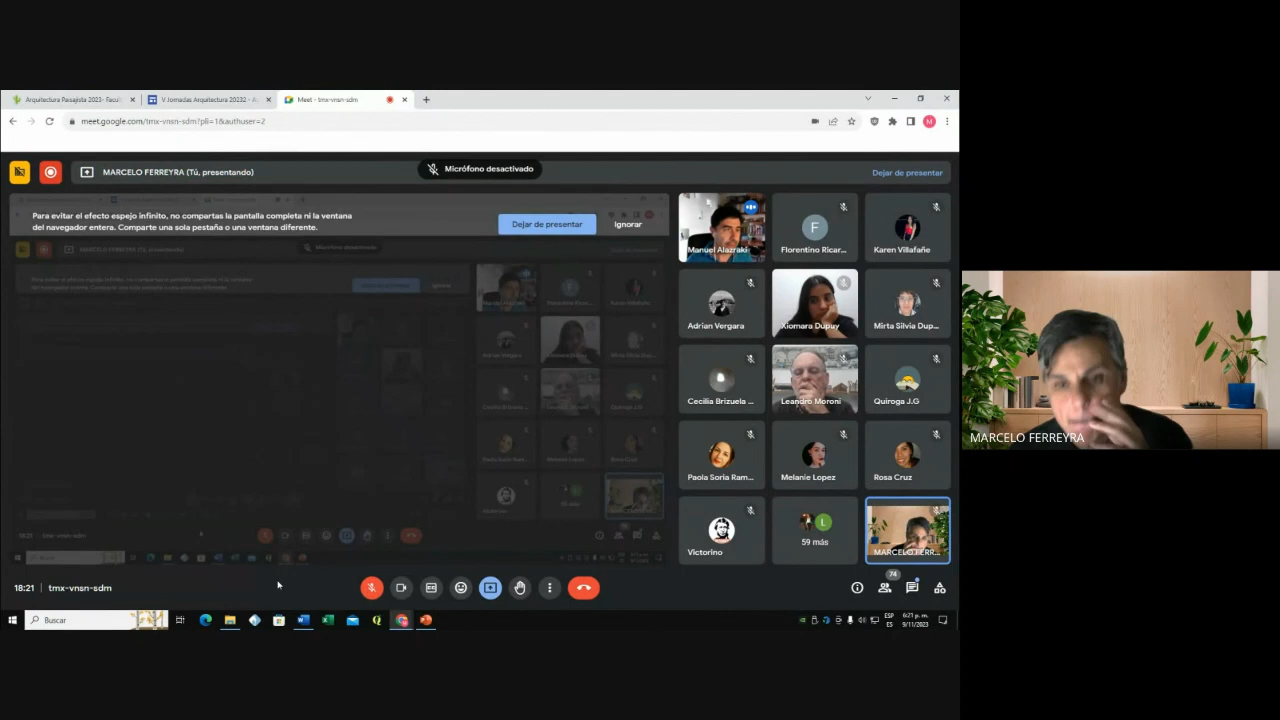 Arquitectura Paisajista 2023- Facul
V Jornadas Arquitectura 20232 - A
Meet - tmx-vnsn-sdm
meet.google.com/tmx-vnsn-sdm?pli=1&authuser=2
M
MARCELO FERREYRA (Tú, presentando)
Micrófono desactivado
Dejar de presentar
Para evitar el efecto espejo infinito, no compartas la pantalla completa ni la ventana
del navegador entera. Comparte una sola pestaña o una ventana diferente.
Dejar de presentar
Ignorar
Manuel Alazraki
F
Florentino Ricar...
Karen Villafañe
Adrian Vergara
Xiomara Dupuy
Mirta Silvia Dup...
Cecilia Brizuela ...
Leandro Moroni
Quiroga J.G
MARCELO FERREYRA
Paola Soria Ram...
Melanie Lopez
Rosa Cruz
Victorino
L
59 más
MARCELO FERR...
18:21 | tmx-vnsn-sdm
74
Buscar
ESP
ES
6:21 p. m.
9/11/2023